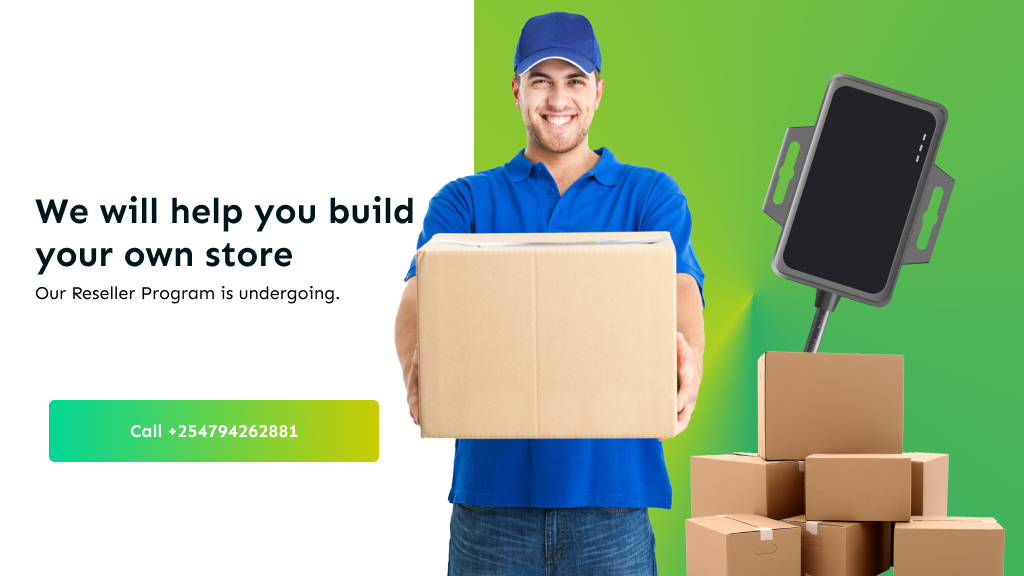 We will help you build
your own store
Our Reseller Program is undergoing.
Call +254794262881